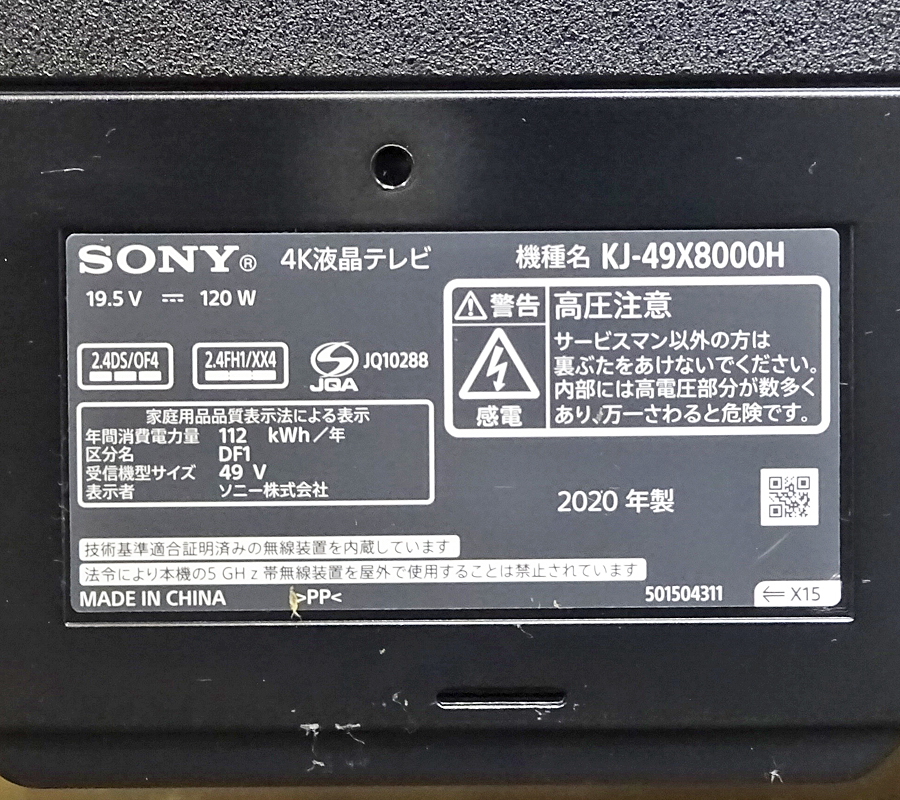 SONY® 4K液晶テレビ 機種名 KJ-49X8000H
19.5 V ⎓ 120 W
2.4DS/OF4 2.4FH1/XX4 JQA JQ10288
家庭用品品質表示法による表示
年間消費電力量 112 kWh/年
区分名 DF1
受信機型サイズ 49 V
表示者 ソニー株式会社
警告 高圧注意
感電
サービスマン以外の方は
裏ぶたをあけないでください。
内部には高電圧部分が数多く
あり、万一さわると危険です。
2020 年製
技術基準適合証明済みの無線装置を内蔵しています
法令により本機の5 GHz 帯無線装置を屋外で使用することは禁止されています
MADE IN CHINA >PP< 501504311 ⇐ X15